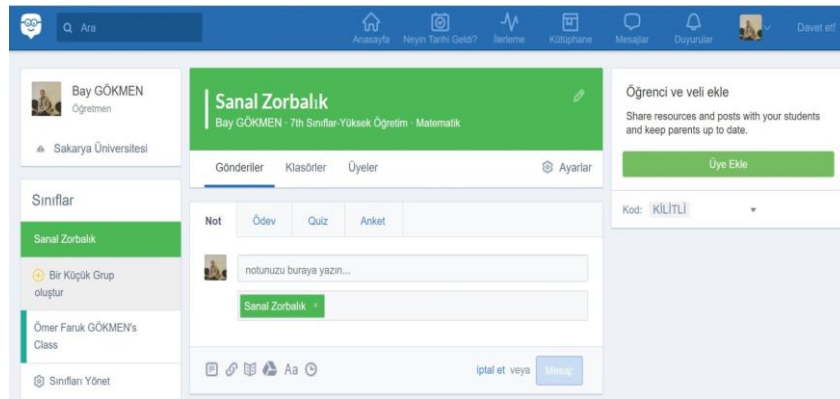 Ara
Anasayfa
Neyin Tarihi Geldi?
İlerleme
Kütüphane
Mesajlar
Duyurular
Davet et!
Bay GÖKMEN
Öğretmen
Sakarya Üniversitesi
Sınıflar
Sanal Zorbalık
Bir Küçük Grup
oluştur
Ömer Faruk GÖKMEN's
Class
Sınıfları Yönet
Sanal Zorbalık
Bay GÖKMEN · 7th Sınıflar-Yüksek Öğretim · Matematik
Gönderiler Klasörler Üyeler Ayarlar
Not Ödev Quiz Anket
notunuzu buraya yazın...
Sanal Zorbalık ×
Aa
iptal et veya Mesaj
Öğrenci ve veli ekle
Share resources and posts with your students
and keep parents up to date.
Üye Ekle
Kod: KİLİTLİ